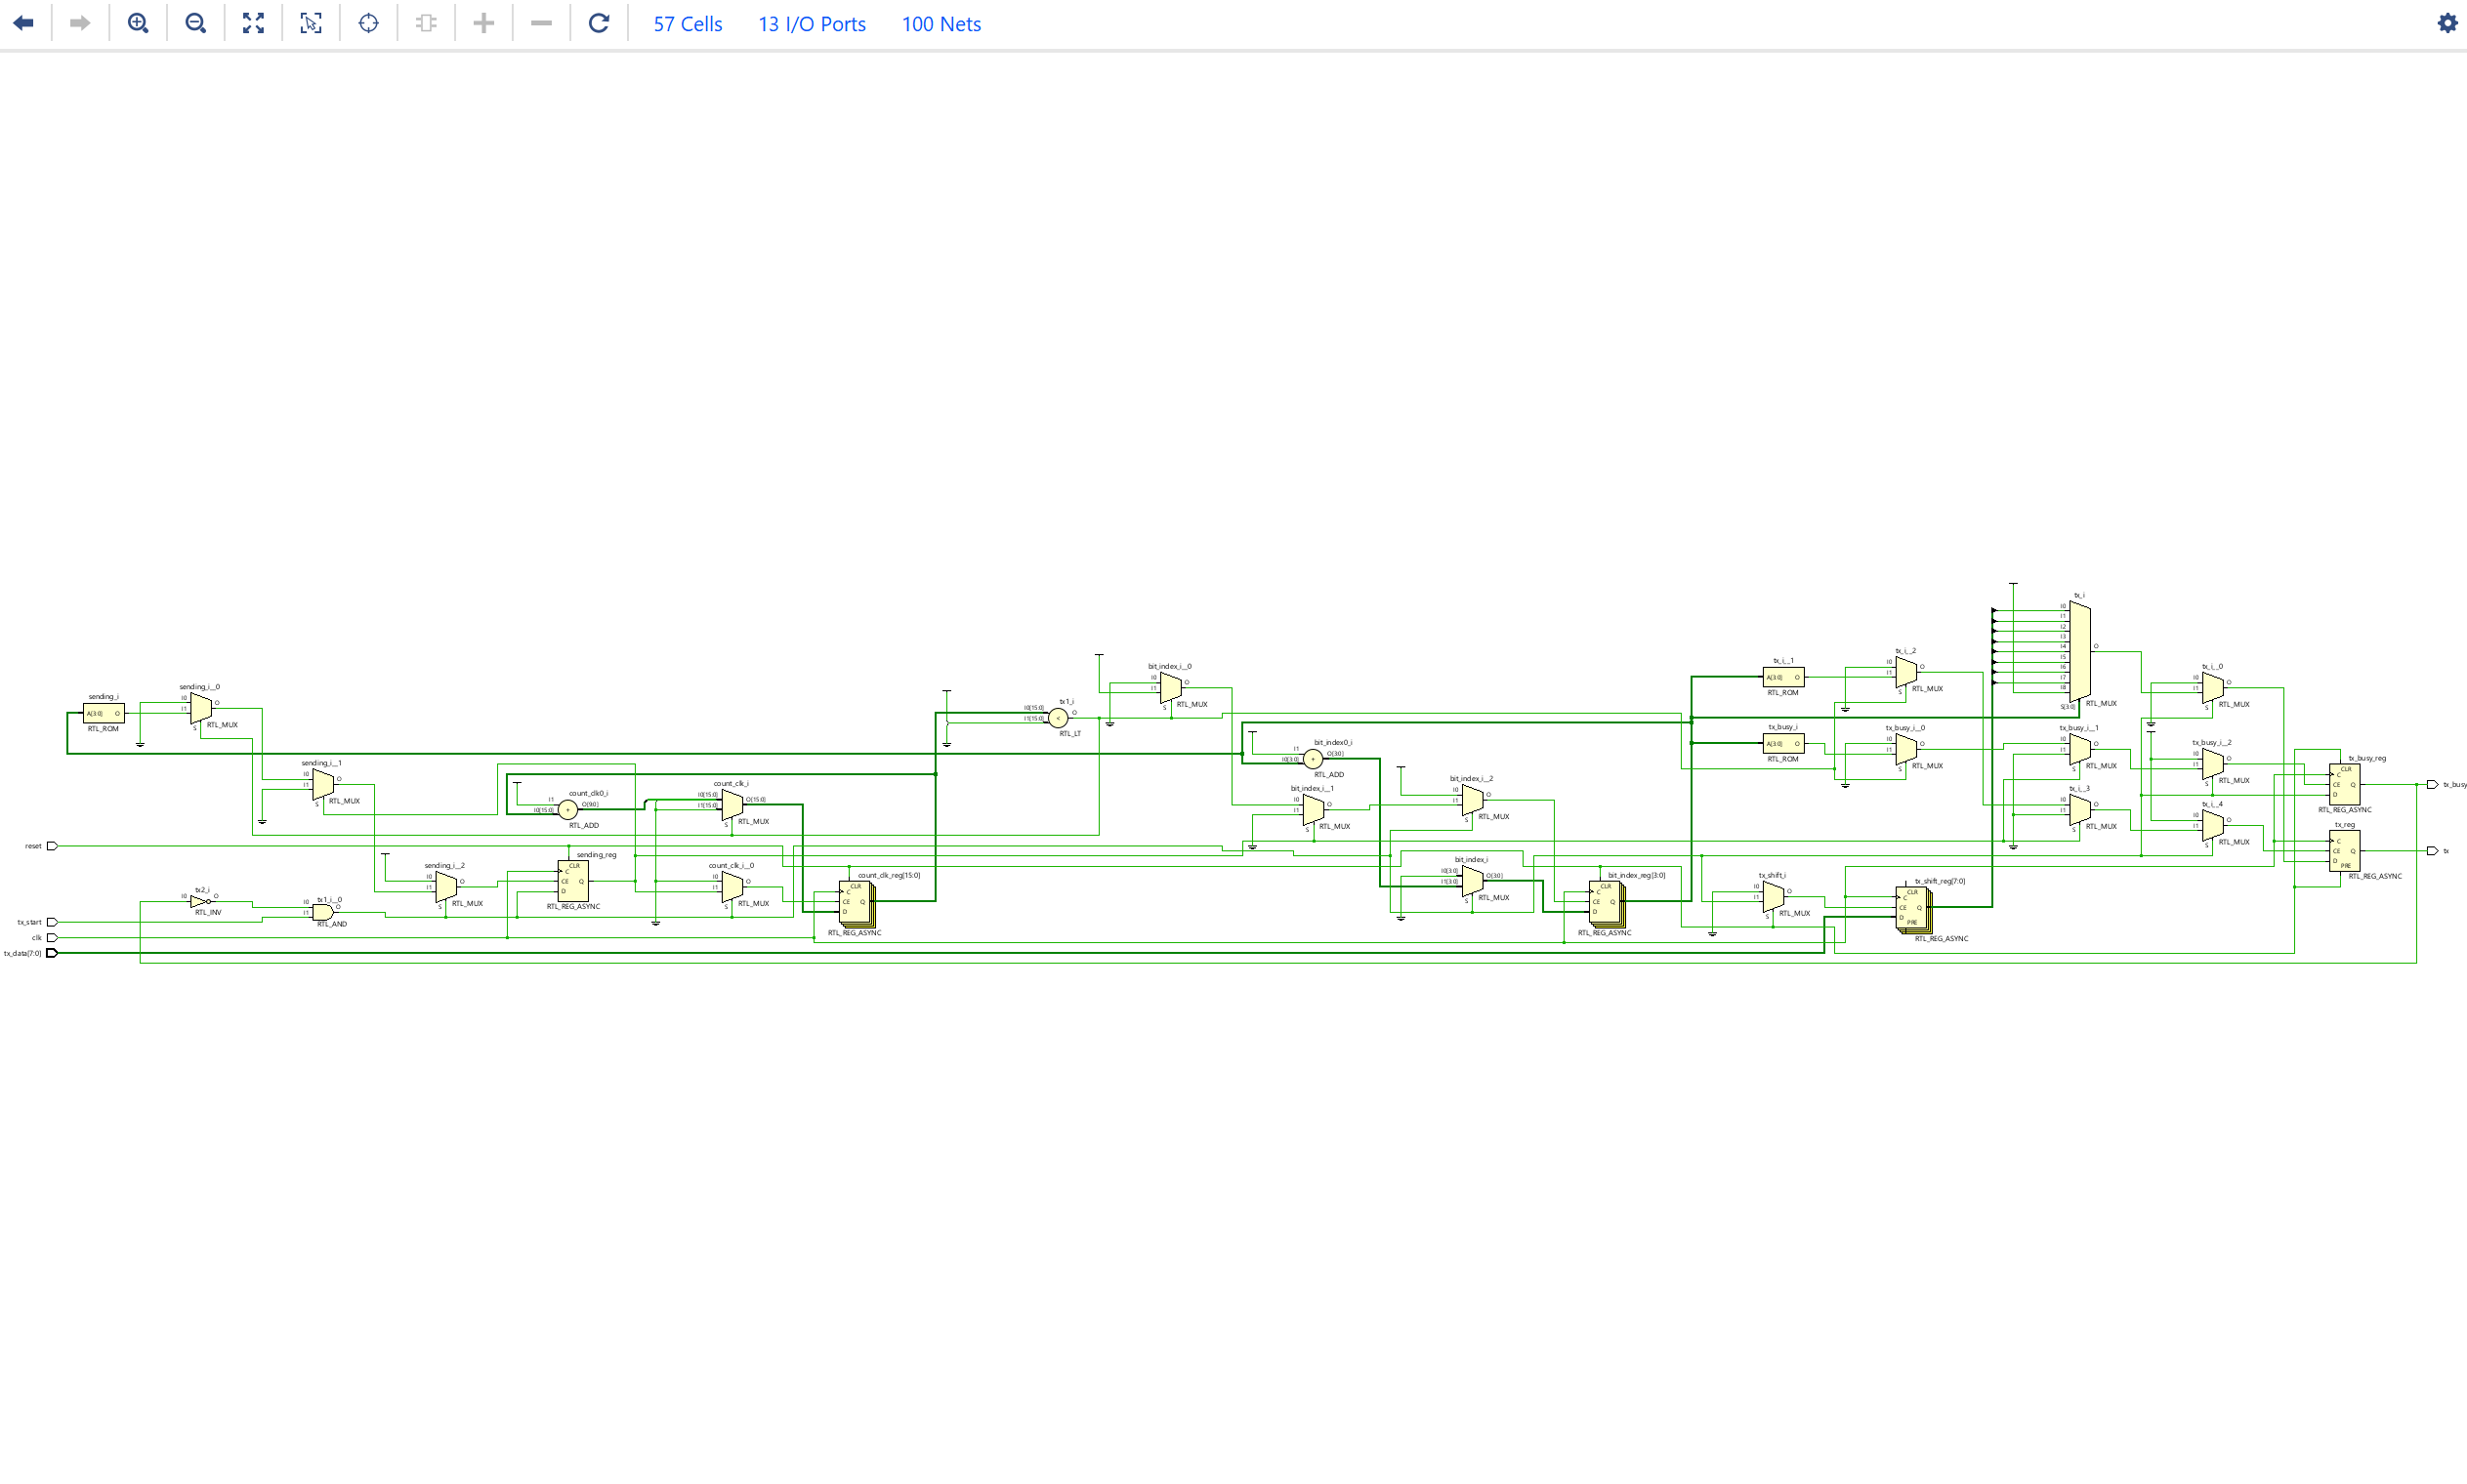 57 Cells 13 I/O Ports 100 Nets
tx_i
I0
I1
I2
I3
I4
I5
I6
I7
I8
O
S[3:0]
RTL_MUX
tx_i__1
A[3:0] O
RTL_ROM
tx_i__2
I0
I1
O
S
RTL_MUX
bit_index_i__0
I0
I1
O
S
RTL_MUX
tx_i__0
I0
I1
O
S
RTL_MUX
sending_i
A[3:0] O
RTL_ROM
sending_i__0
I0
I1
O
S
RTL_MUX
tx1_i
I0[15:0]
I1[15:0]
<
O
RTL_LT
tx_busy_i
A[3:0] O
RTL_ROM
tx_busy_i__0
I0
I1
O
S
RTL_MUX
tx_busy_i__1
I0
I1
O
S
RTL_MUX
tx_busy_i__2
I0
I1
O
S
RTL_MUX
bit_index0_i
I1
I0[3:0]
+
O[3:0]
RTL_ADD
tx_busy_reg
CLR
C
CE
D
Q
RTL_REG_ASYNC
tx_busy
sending_i__1
I0
I1
O
S
RTL_MUX
count_clk0_i
I1
I0[15:0]
+
O[9:0]
RTL_ADD
count_clk_i
I0[15:0]
I1[15:0]
O[15:0]
S
RTL_MUX
bit_index_i__1
I0
I1
O
S
RTL_MUX
bit_index_i__2
I0
I1
O
S
RTL_MUX
tx_i__3
I0
I1
O
S
RTL_MUX
tx_i__4
I0
I1
O
S
RTL_MUX
tx_reg
C
CE
D
Q
PRE
RTL_REG_ASYNC
tx
reset
sending_i__2
I0
I1
O
S
RTL_MUX
sending_reg
CLR
C
CE
D
Q
RTL_REG_ASYNC
count_clk_i__0
I0
I1
O
S
RTL_MUX
count_clk_reg[15:0]
CLR
C
CE
D
Q
RTL_REG_ASYNC
bit_index_i
I0[3:0]
I1[3:0]
O[3:0]
S
RTL_MUX
bit_index_reg[3:0]
CLR
C
CE
D
Q
RTL_REG_ASYNC
tx_shift_i
I0
I1
O
S
RTL_MUX
tx_shift_reg[7:0]
CLR
C
CE
D
Q
PRE
RTL_REG_ASYNC
tx2_i
I0
O
RTL_INV
tx1_i__0
I0
I1
O
RTL_AND
tx_start
clk
tx_data[7:0]